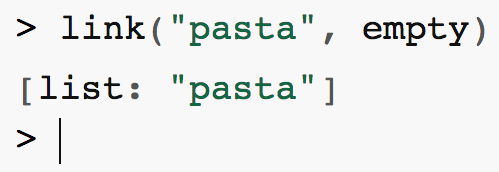 > link("pasta", empty)
[list: "pasta"]
>